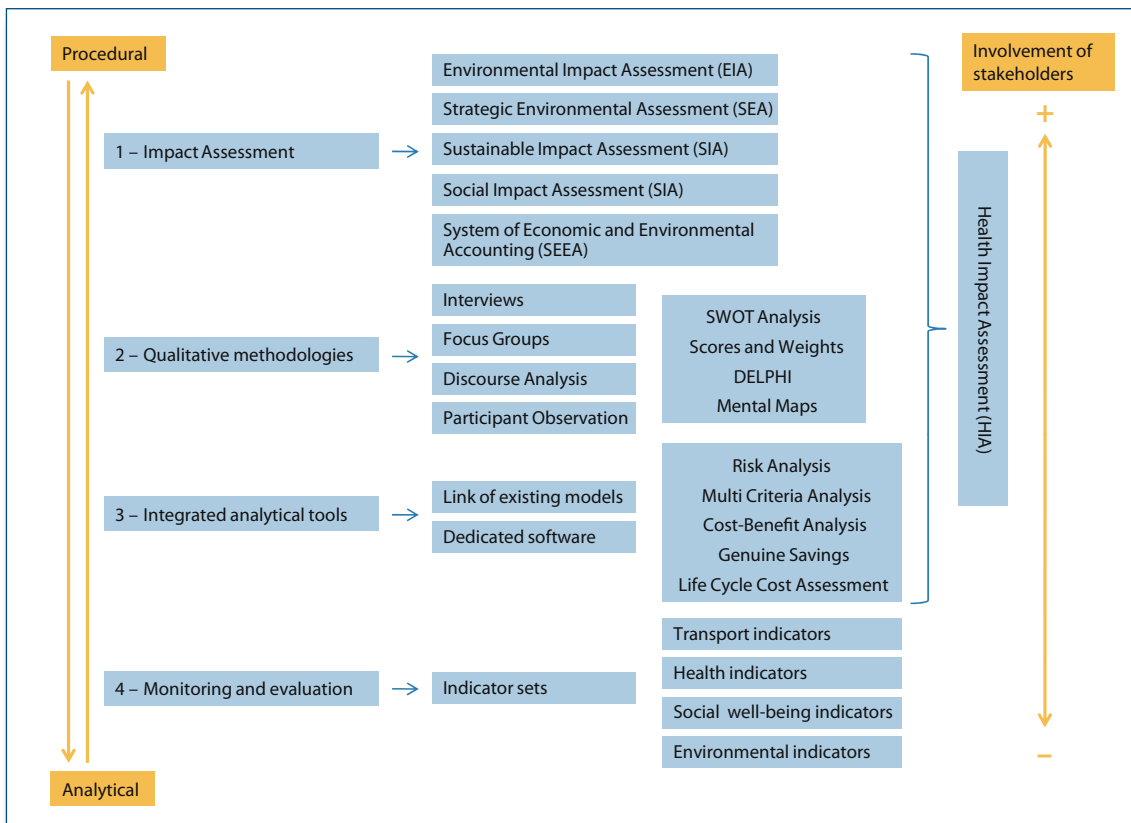 Procedural
Involvement of
stakeholders
+
1 – Impact Assessment
Environmental Impact Assessment (EIA)
Strategic Environmental Assessment (SEA)
Sustainable Impact Assessment (SIA)
Social Impact Assessment (SIA)
System of Economic and Environmental
Accounting (SEEA)
2 – Qualitative methodologies
Interviews
Focus Groups
Discourse Analysis
Participant Observation
SWOT Analysis
Scores and Weights
DELPHI
Mental Maps
3 – Integrated analytical tools
Link of existing models
Dedicated software
Risk Analysis
Multi Criteria Analysis
Cost-Benefit Analysis
Genuine Savings
Life Cycle Cost Assessment
Health Impact Assessment (HIA)
4 – Monitoring and evaluation
Indicator sets
Transport indicators
Health indicators
Social well-being indicators
Environmental indicators
–
Analytical